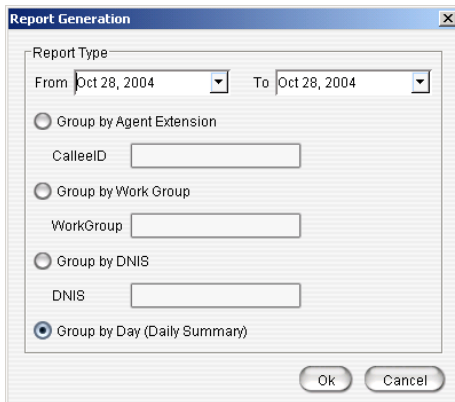 Report Generation
Report Type
From Oct 28, 2004 To Oct 28, 2004
Group by Agent Extension
CalleeID
Group by Work Group
WorkGroup
Group by DNIS
DNIS
Group by Day (Daily Summary)
Ok Cancel